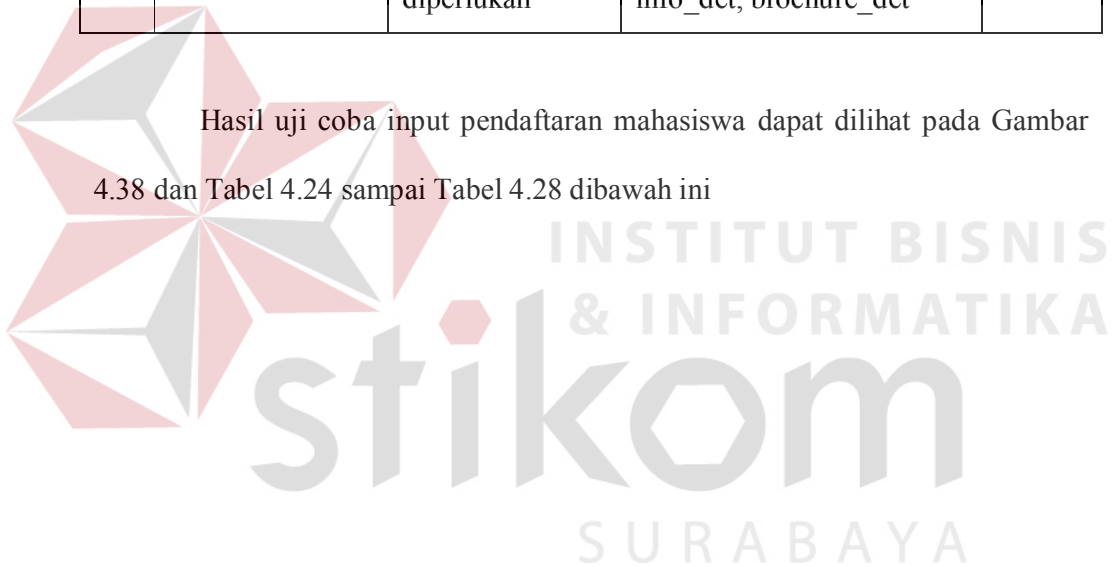 diperlukan info_det, brochure_det
Hasil uji coba input pendaftaran mahasiswa dapat dilihat pada Gambar
4.38 dan Tabel 4.24 sampai Tabel 4.28 dibawah ini
INSTITUT BISNIS
& INFORMATIKA
stikom
SURABAYA